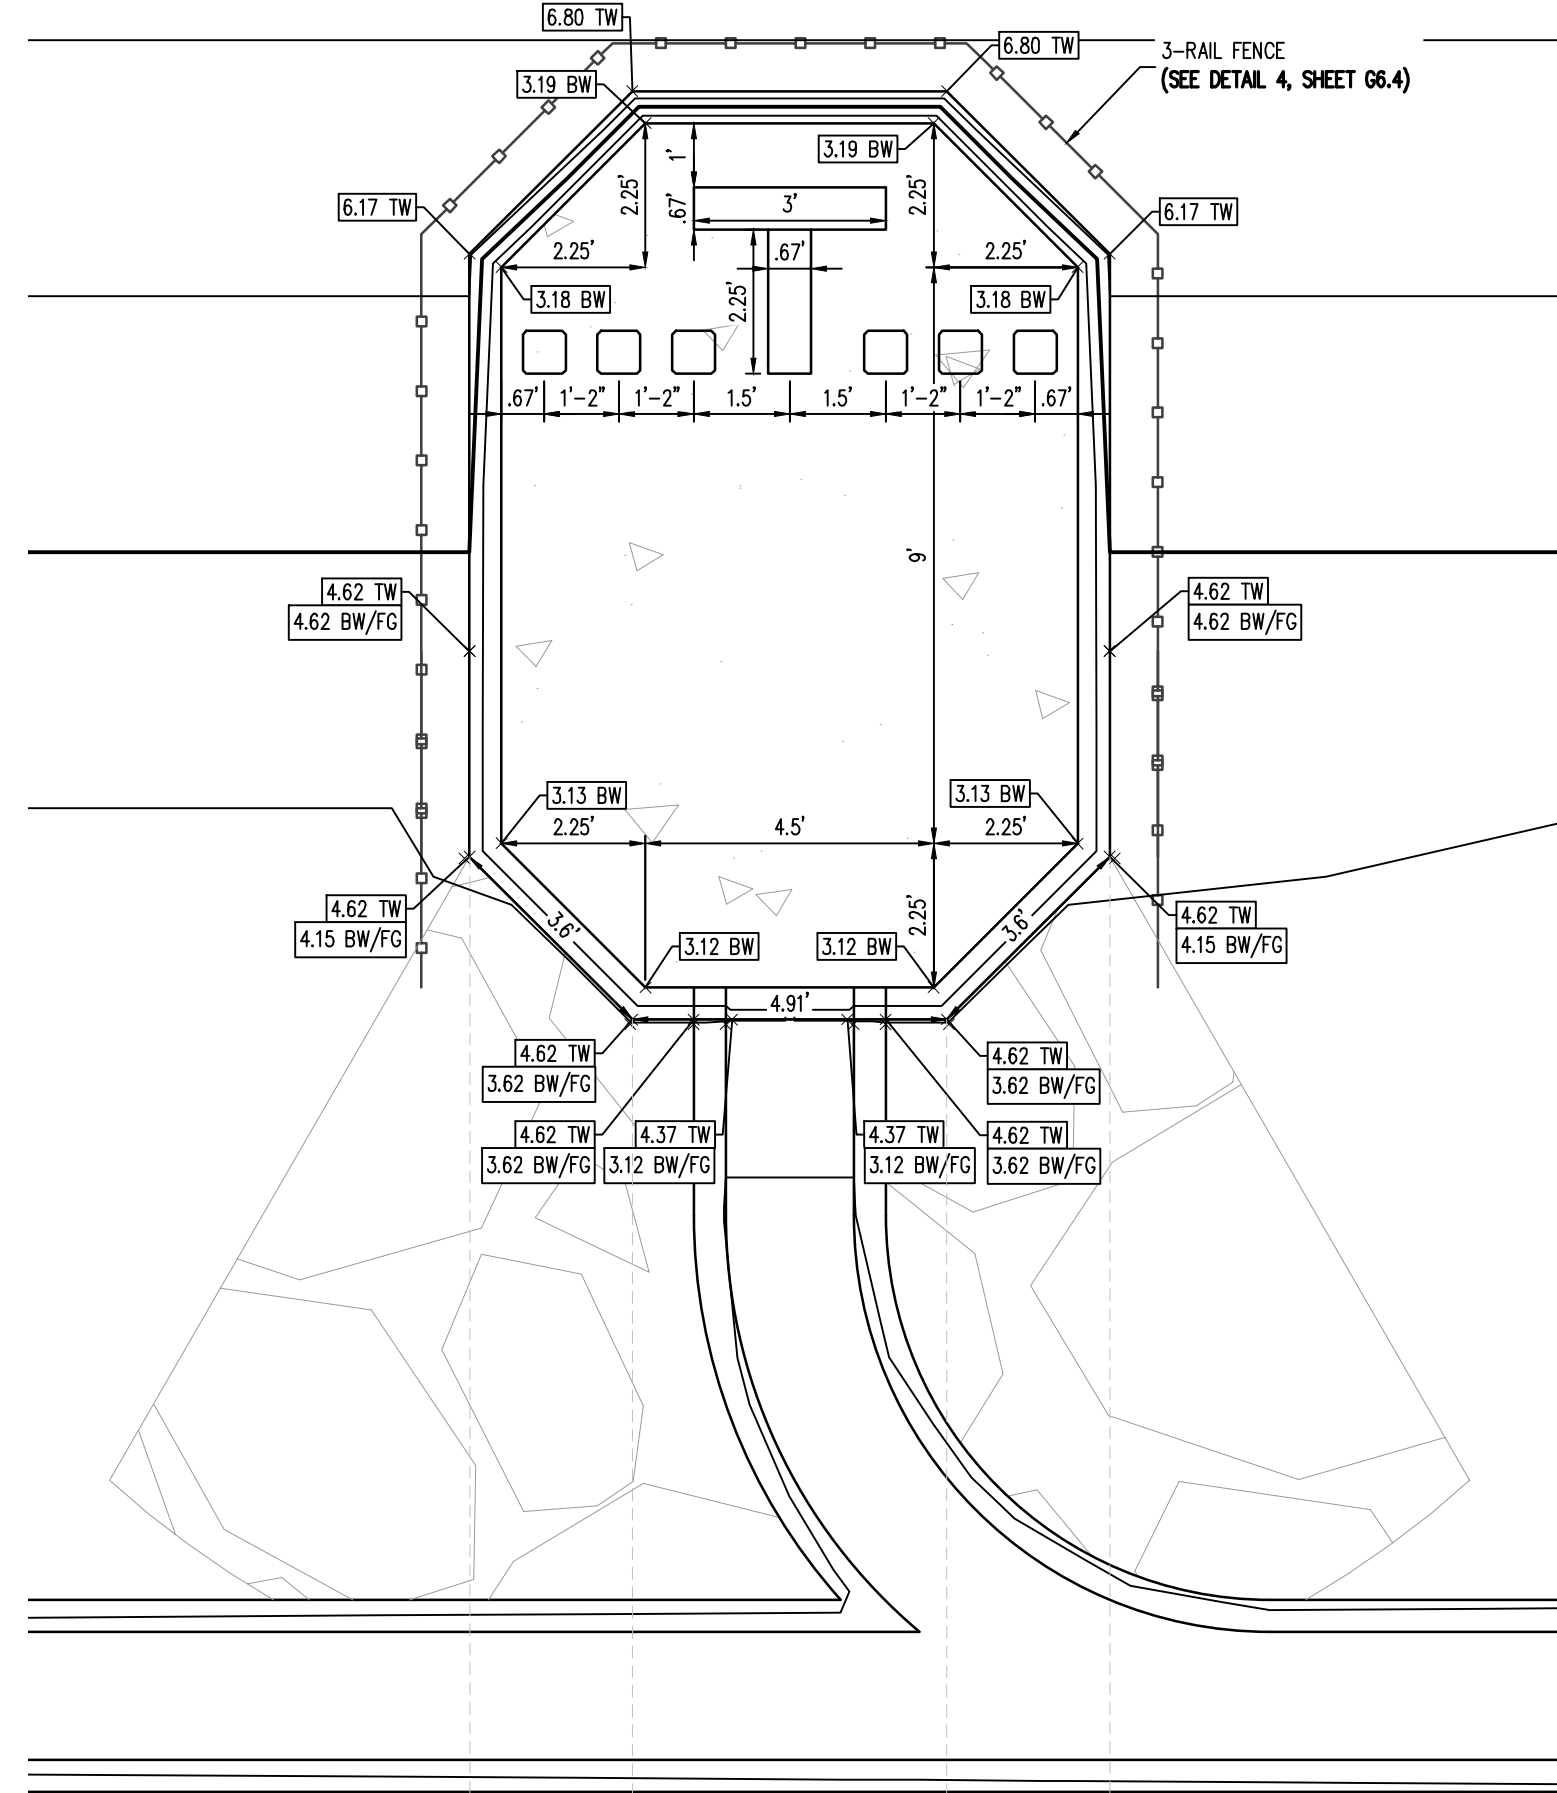 6.80 TW
6.80 TW
3-RAIL FENCE
(SEE DETAIL 4, SHEET G6.4)
3.19 BW
3.19 BW
1'
2.25'
.67'
3'
2.25'
6.17 TW
6.17 TW
2.25'
.67'
2.25'
3.18 BW
2.25'
3.18 BW
.67'
1'-2"
1'-2"
1.5'
1.5'
1'-2"
1'-2"
.67'
9'
4.62 TW
4.62 BW/FG
4.62 TW
4.62 BW/FG
3.13 BW
3.13 BW
2.25'
4.5'
2.25'
4.62 TW
4.15 BW/FG
3.6'
2.25'
3.6'
4.62 TW
4.15 BW/FG
3.12 BW
3.12 BW
4.91'
4.62 TW
3.62 BW/FG
4.62 TW
3.62 BW/FG
4.62 TW
3.62 BW/FG
4.37 TW
3.12 BW/FG
4.37 TW
3.12 BW/FG
4.62 TW
3.62 BW/FG